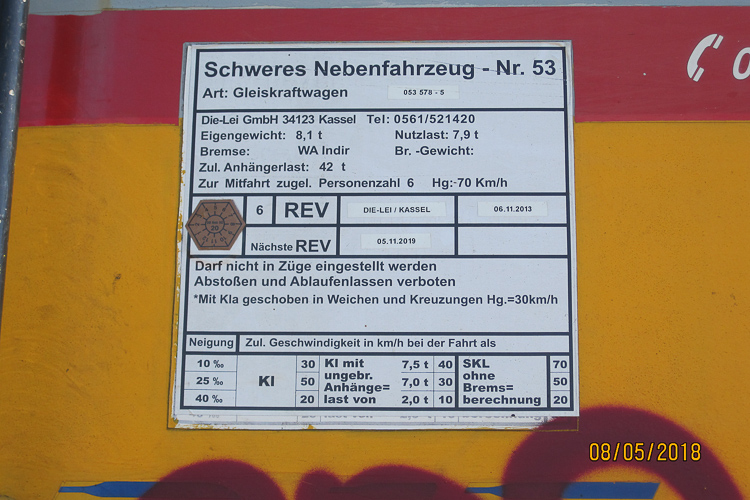 Schweres Nebenfahrzeug - Nr. 53
Art: Gleiskraftwagen 053 578 - 5
Die-Lei GmbH 34123 Kassel Tel: 0561/521420
Eigengewicht: 8,1 t Nutzlast: 7,9 t
Bremse: WA Indir Br. -Gewicht:
Zul. Anhängerlast: 42 t
Zur Mitfahrt zugel. Personenzahl 6 Hg:-70 Km/h
6 REV DIE-LEI / KASSEL 06.11.2013
Nächste REV 05.11.2019
Darf nicht in Züge eingestellt werden
Abstoßen und Ablaufenlassen verboten
*Mit Kla geschoben in Weichen und Kreuzungen Hg.=30km/h
Neigung Zul. Geschwindigkeit in km/h bei der Fahrt als
10 ‰ 30 KI mit 7,5 t 40 SKL 70
25 ‰ KI 50 ungebr. Anhänge= 7,0 t 30 ohne Brems= 50
40 ‰ 20 last von 2,0 t 10 berechnung 20
08/05/2018